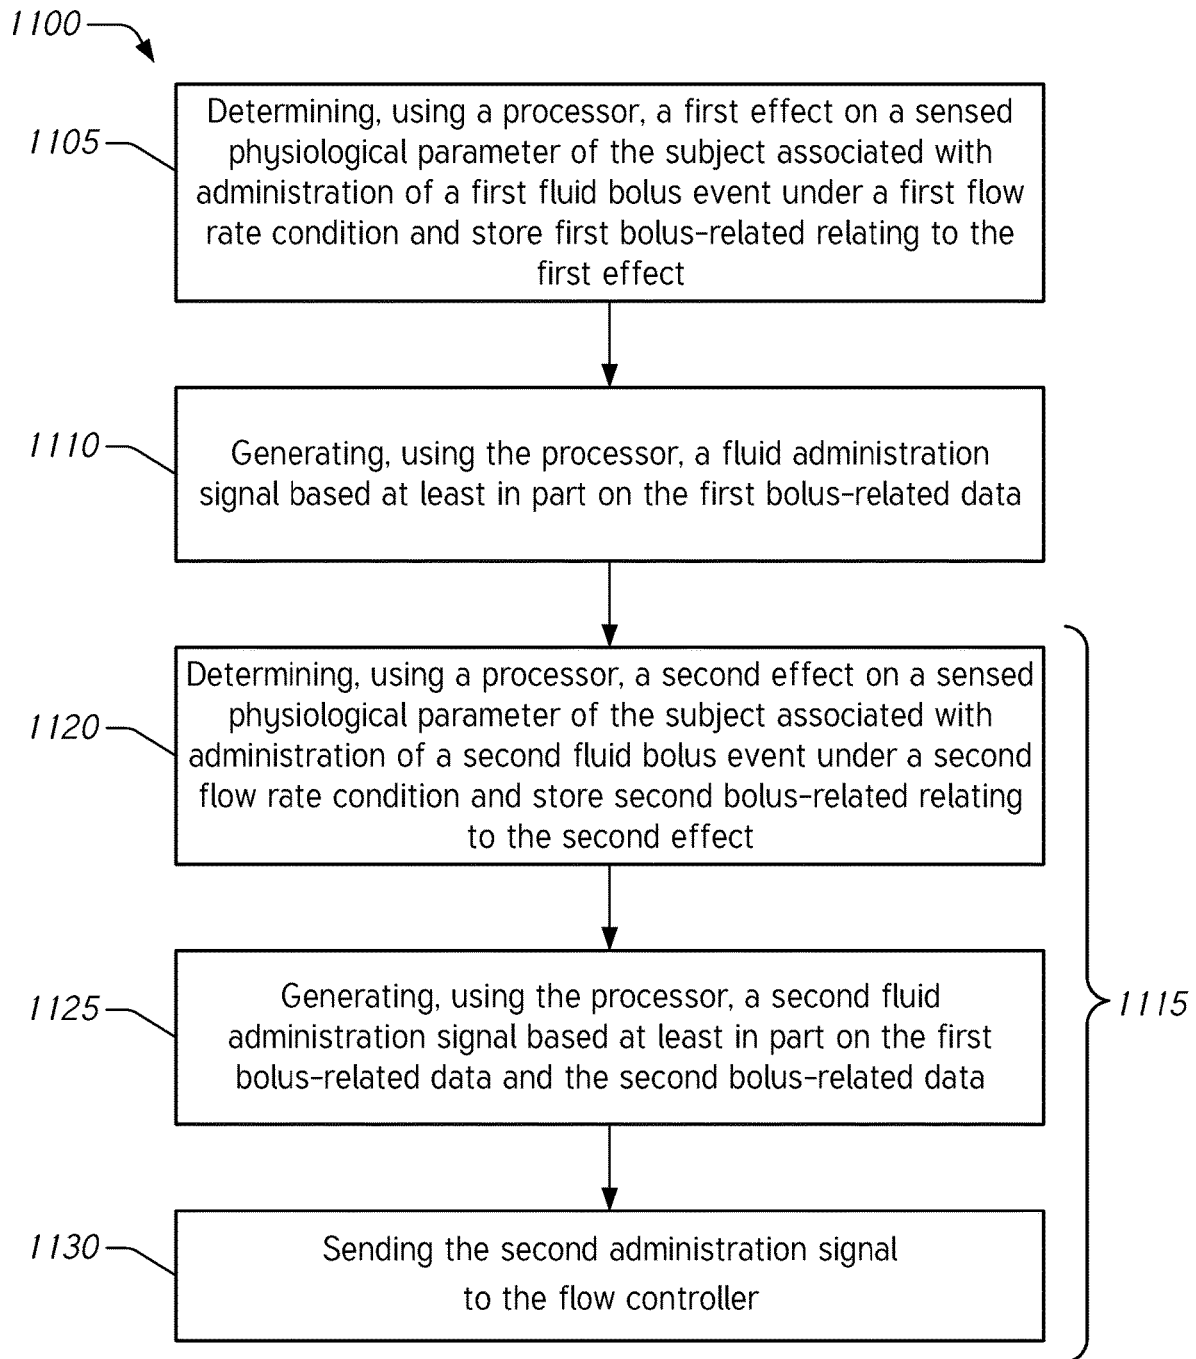 1100
1105
Determining, using a processor, a first effect on a sensed
physiological parameter of the subject associated with
administration of a first fluid bolus event under a first flow
rate condition and store first bolus-related relating to the
first effect
1110
Generating, using the processor, a fluid administration
signal based at least in part on the first bolus-related data
1120
Determining, using a processor, a second effect on a sensed
physiological parameter of the subject associated with
administration of a second fluid bolus event under a second
flow rate condition and store second bolus-related relating
to the second effect
1125
Generating, using the processor, a second fluid
administration signal based at least in part on the first
bolus-related data and the second bolus-related data
1115
1130
Sending the second administration signal
to the flow controller